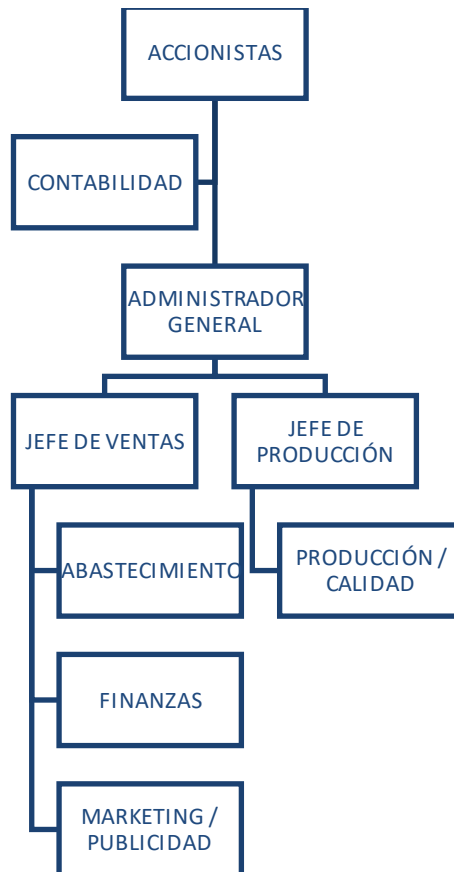 ACCIONISTAS
CONTABILIDAD
ADMINISTRADOR
GENERAL
JEFE DE VENTAS
JEFE DE
PRODUCCIÓN
ABASTECIMIENTO
PRODUCCIÓN /
CALIDAD
FINANZAS
MARKETING /
PUBLICIDAD